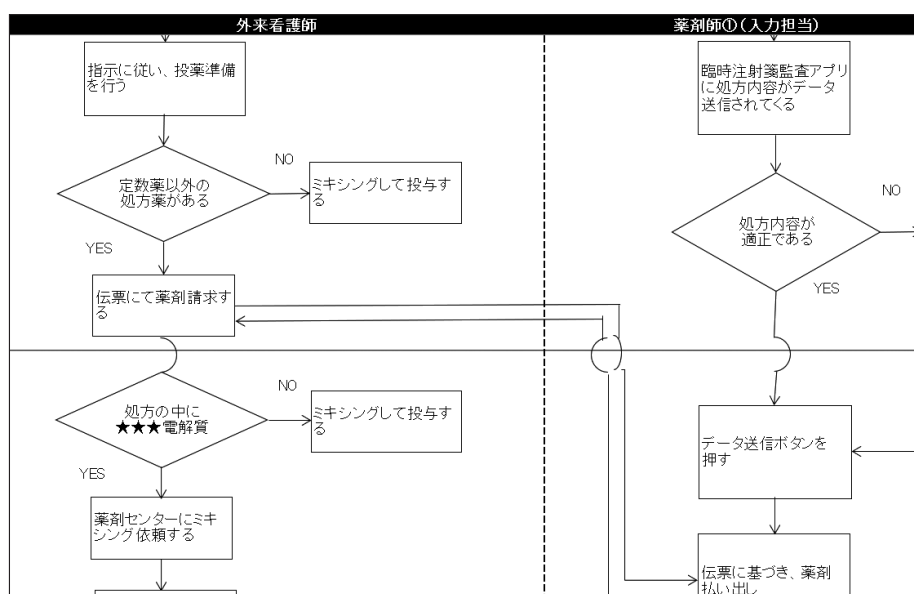 外来看護師
薬剤師①(入力担当)
指示に従い、投薬準備
を行う
定数薬以外の
処方薬がある
NO
ミキシングして投与す
る
YES
伝票にて薬剤請求す
る
処方の中に
★★★電解質
NO
ミキシングして投与す
る
YES
薬剤センターにミキ
シング依頼する
臨時注射箋監査アプリ
に処方内容がデータ
送信されてくる
処方内容が
適正である
NO
YES
データ送信ボタンを
押す
伝票に基づき、薬剤
払い出し